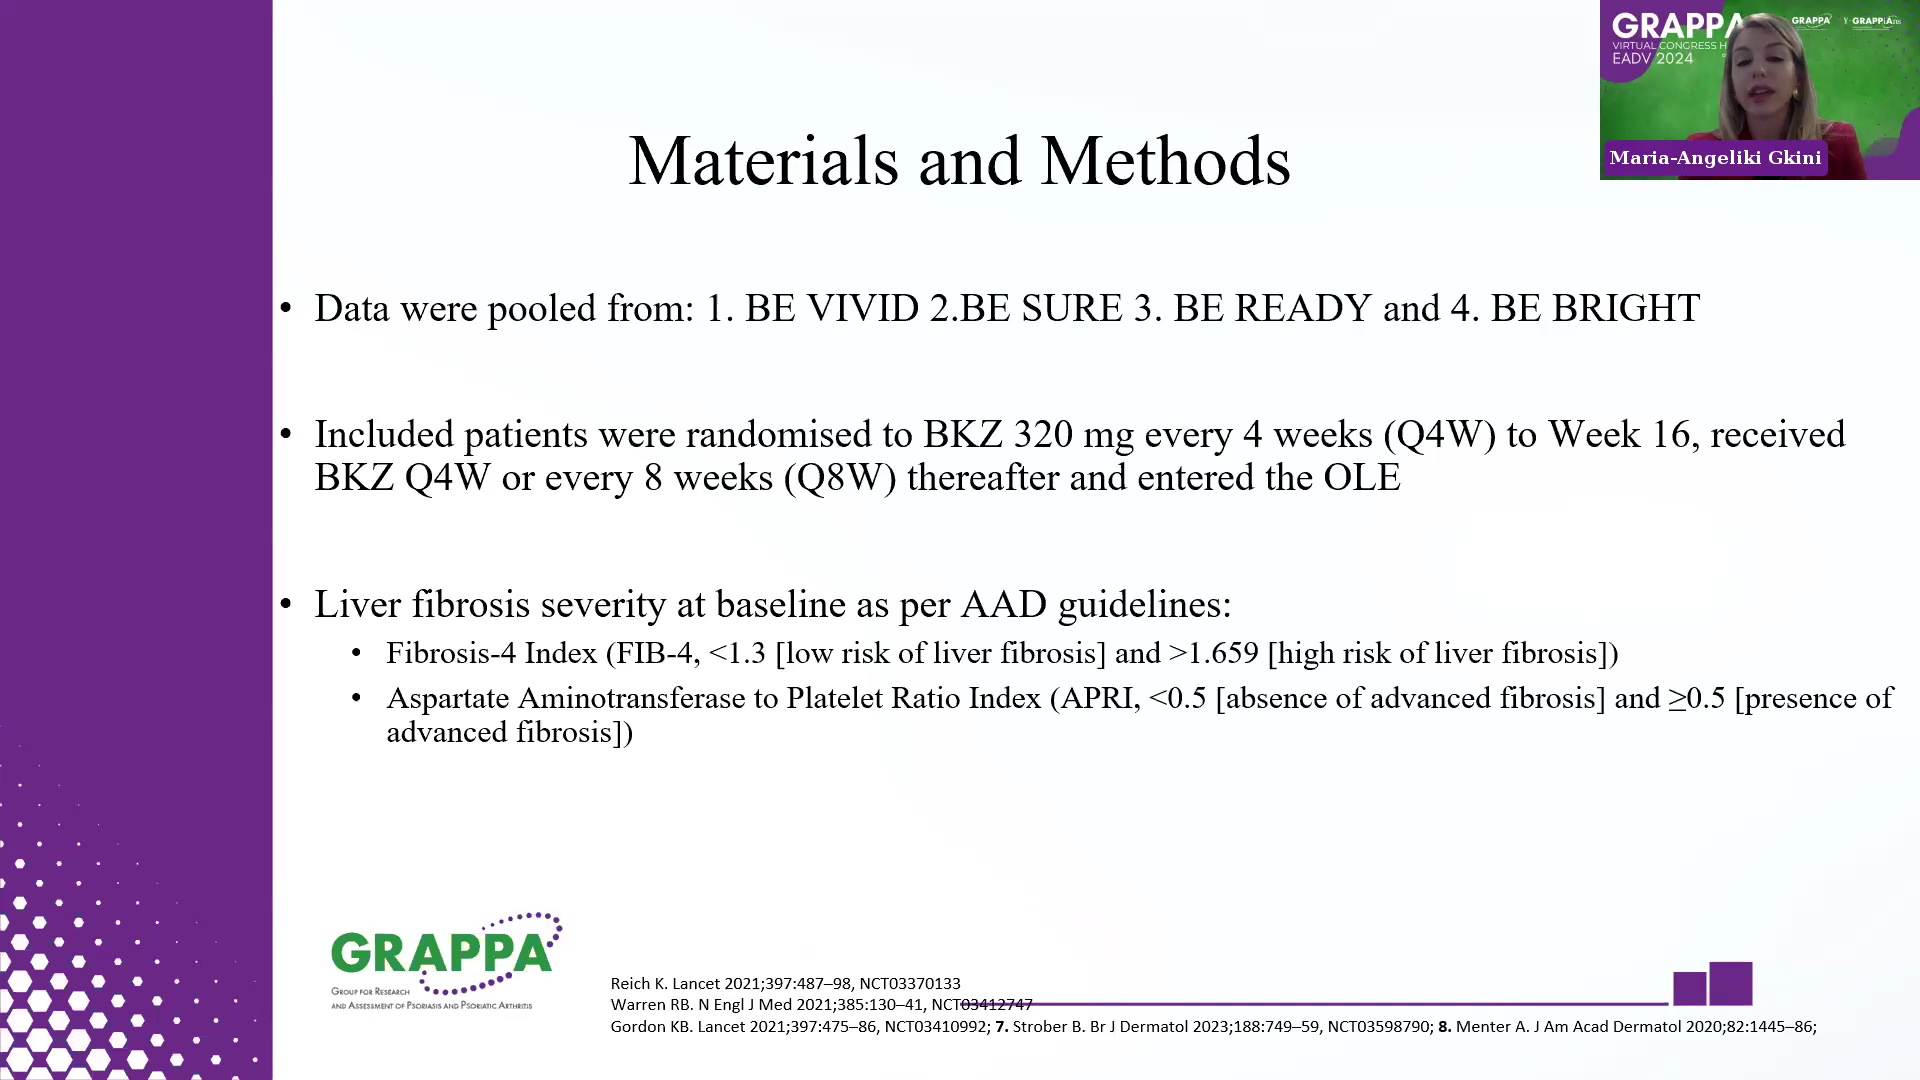 GRAPPA
VIRTUAL CONGRESS H
EADV 2024
GRAPPA
Y-GRAPPIAns
Maria-Angeliki Gkini
Materials and Methods
• Data were pooled from: 1. BE VIVID 2.BE SURE 3. BE READY and 4. BE BRIGHT
• Included patients were randomised to BKZ 320 mg every 4 weeks (Q4W) to Week 16, received
BKZ Q4W or every 8 weeks (Q8W) thereafter and entered the OLE
• Liver fibrosis severity at baseline as per AAD guidelines:
• Fibrosis-4 Index (FIB-4, <1.3 [low risk of liver fibrosis] and >1.659 [high risk of liver fibrosis])
• Aspartate Aminotransferase to Platelet Ratio Index (APRI, <0.5 [absence of advanced fibrosis] and ≥0.5 [presence of
advanced fibrosis])
GRAPPA
GROUP FOR RESEARCH
AND ASSESSMENT OF PSORIASIS AND PSORIATIC ARTHRITIS
Reich K. Lancet 2021;397:487–98, NCT03370133
Warren RB. N Engl J Med 2021;385:130–41, NCT03412747
Gordon KB. Lancet 2021;397:475–86, NCT03410992; 7. Strober B. Br J Dermatol 2023;188:749–59, NCT03598790; 8. Menter A. J Am Acad Dermatol 2020;82:1445–86;